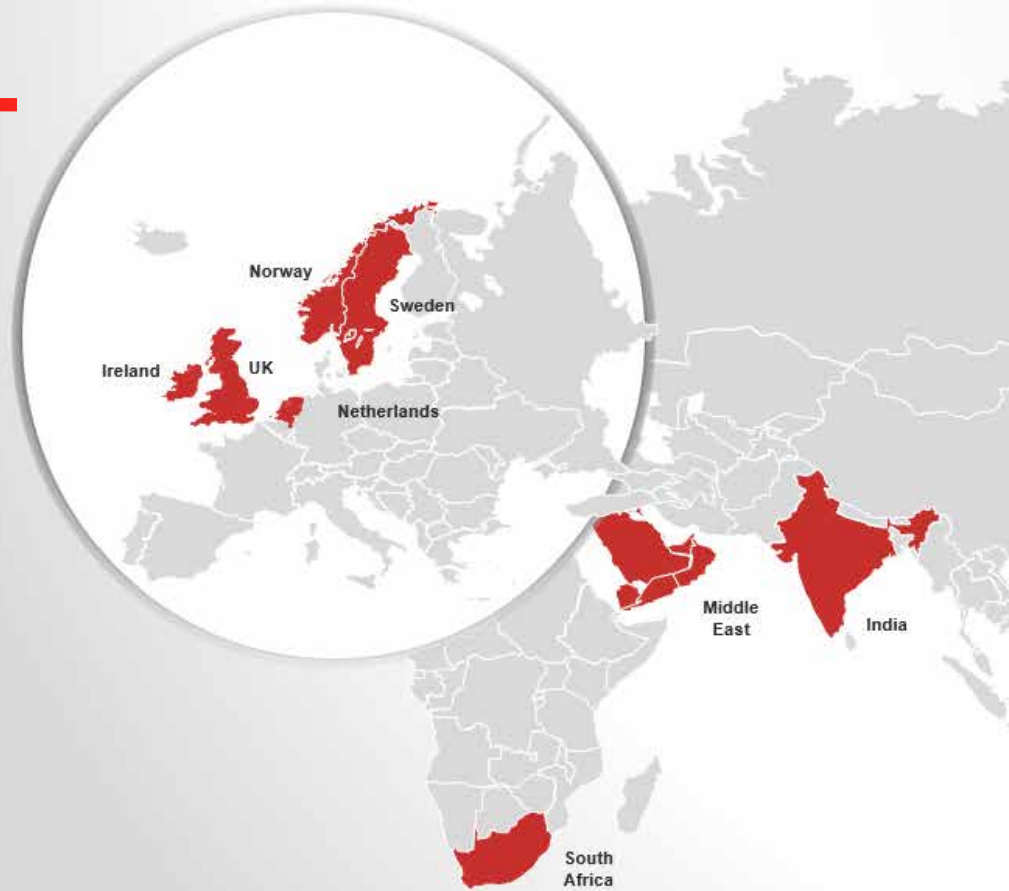 Norway
Sweden
Ireland
UK
Netherlands
Middle
East
India
South
Africa